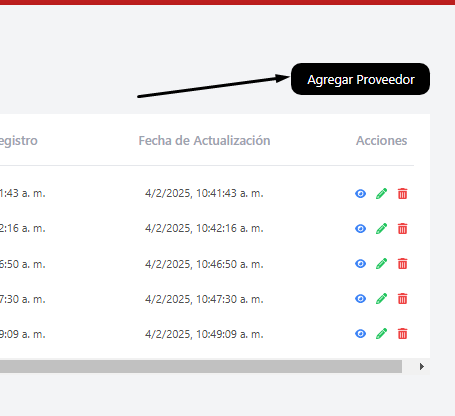 Agregar Proveedor
egistro Fecha de Actualización Acciones
1:43 a. m. 4/2/2025, 10:41:43 a. m.
2:16 a. m. 4/2/2025, 10:42:16 a. m.
6:50 a. m. 4/2/2025, 10:46:50 a. m.
7:30 a. m. 4/2/2025, 10:47:30 a. m.
9:09 a. m. 4/2/2025, 10:49:09 a. m.